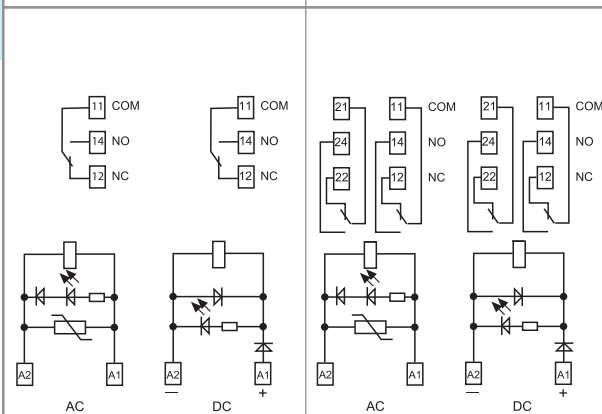 11 COM 11 COM 21 11 COM 21 11 COM
14 NO 14 NO 24 14 NO 24 14 NO
12 NC 12 NC 22 12 NC 22 12 NC
A2 A1 A2 A1 A2 A1 A2 A1
— + — +
AC DC AC DC